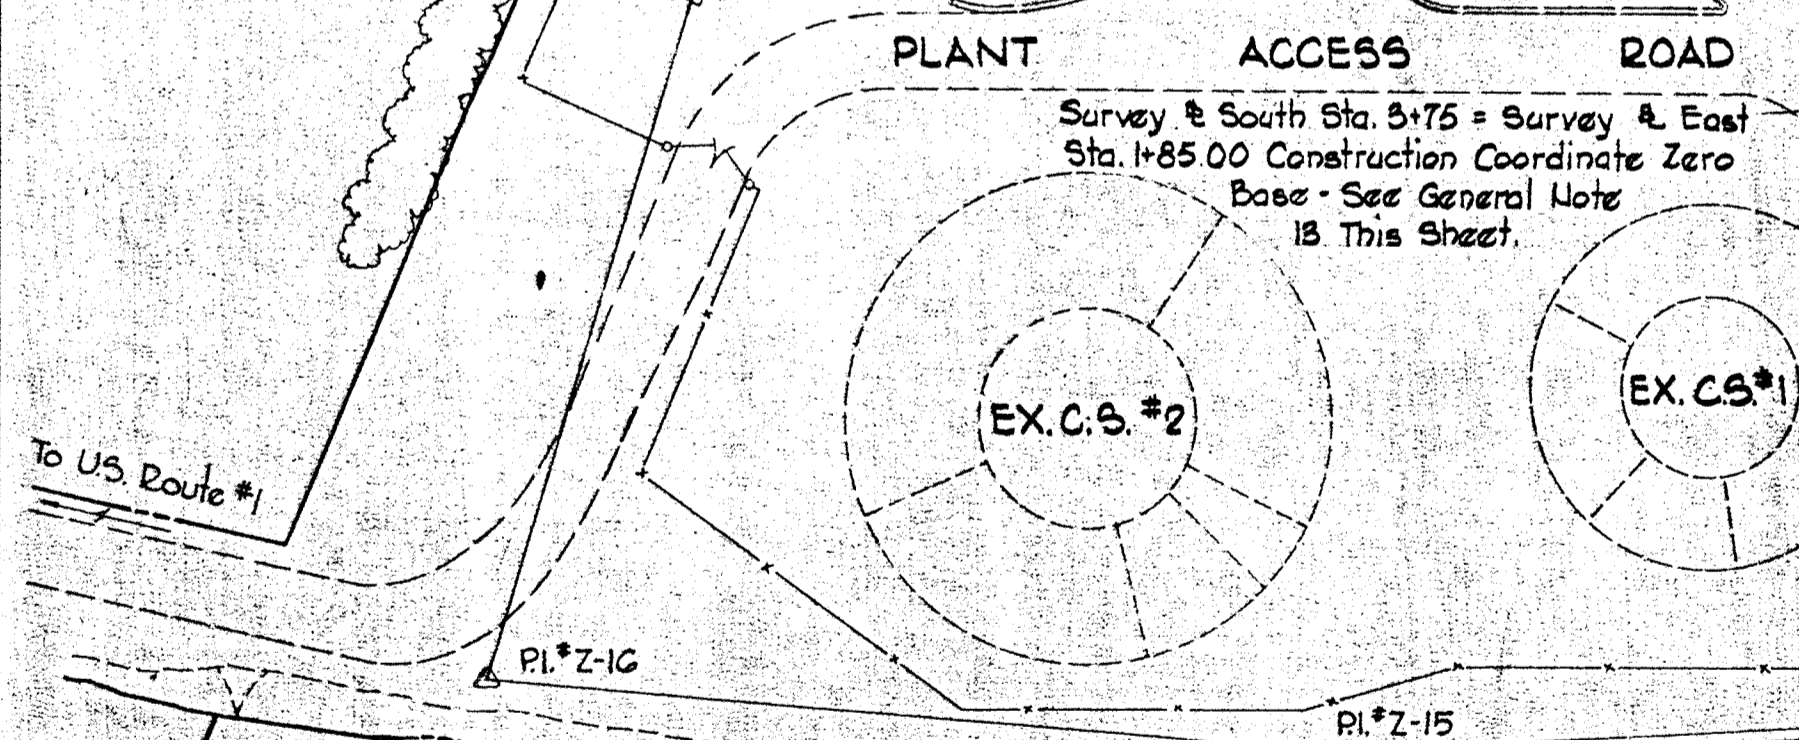 PLANT ACCESS ROAD
Survey ℄ South Sta. 3+75 = Survey ℄ East
Sta. 1+85.00 Construction Coordinate Zero
Base - See General Note
13 This Sheet.
EX. C.S. #2
EX. C.S. #1
To U.S. Route #1
P.I. #Z-16
P.I. #Z-15